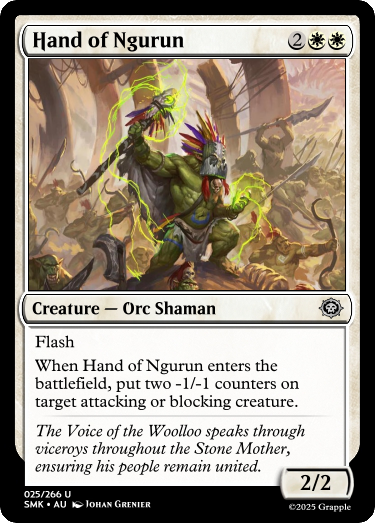 Hand of Ngurun 2
Creature — Orc Shaman
Flash
When Hand of Ngurun enters the
battlefield, put two -1/-1 counters on
target attacking or blocking creature.
The Voice of the Woolloo speaks through
viceroys throughout the Stone Mother,
ensuring his people remain united.
2/2
025/266 U
SMK • AU Johan Grenier
©2025 Grapple